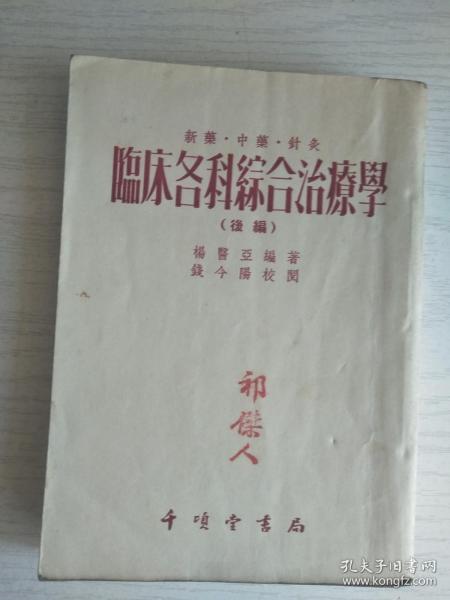 新藥·中藥·針灸
臨床各科綜合治療學
（後編）
楊醫亞編著
錢今陽校閱
祁
傑
人
千頃堂書局
孔夫子旧书网
www.kongfz.com